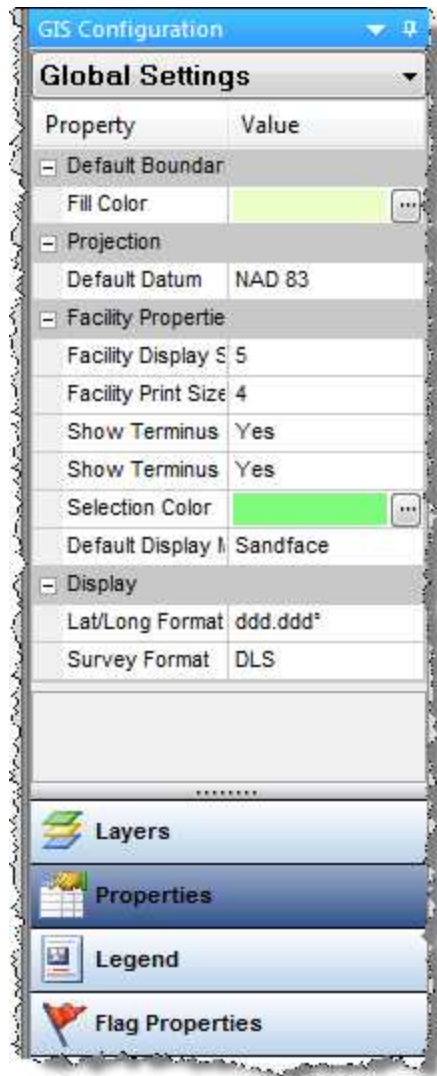 GIS Configuration
Global Settings
Property Value
Default Boundar
Fill Color
Projection
Default Datum NAD 83
Facility Propertie
Facility Display S 5
Facility Print Size 4
Show Terminus Yes
Show Terminus Yes
Selection Color
Default Display M Sandface
Display
Lat/Long Format ddd.ddd°
Survey Format DLS
Layers
Properties
Legend
Flag Properties